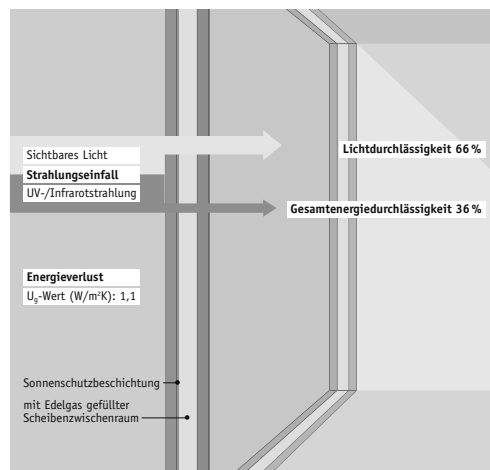 Sichtbares Licht
Strahlungseinfall
UV-/Infrarotstrahlung
Lichtdurchlässigkeit 66 %
Gesamtenergiedurchlässigkeit 36 %
Energieverlust
Ug-Wert (W/m²K): 1,1
Sonnenschutzbeschichtung
mit Edelgas gefüllter
Scheibenzwischenraum